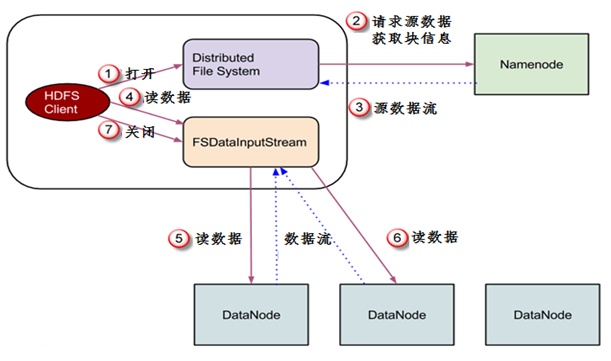 ② 请求源数据
获取块信息
Distributed
File System
Namenode
① 打开
④ 读数据
HDFS
Client
③ 源数据流
⑦ 关闭
FSDataInputStream
⑤ 读数据
数据流
⑥ 读数据
DataNode
DataNode
DataNode